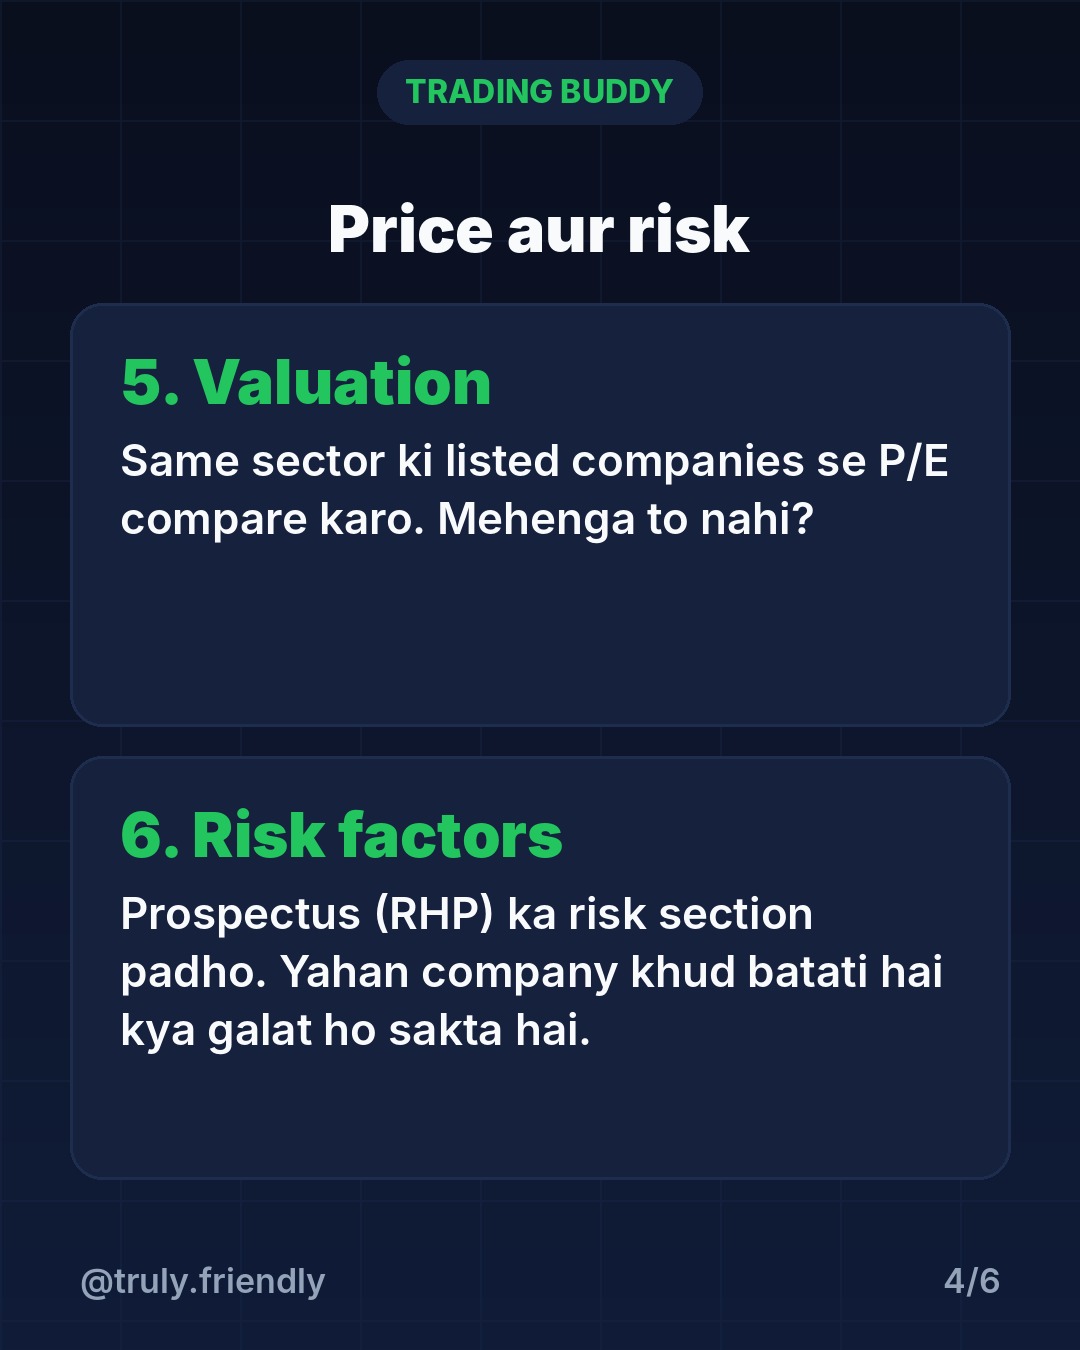 TRADING BUDDY
Price aur risk
5. Valuation
Same sector ki listed companies se P/E
compare karo. Mehenga to nahi?
6. Risk factors
Prospectus (RHP) ka risk section
padho. Yahan company khud batati hai
kya galat ho sakta hai.
@truly.friendly
4/6